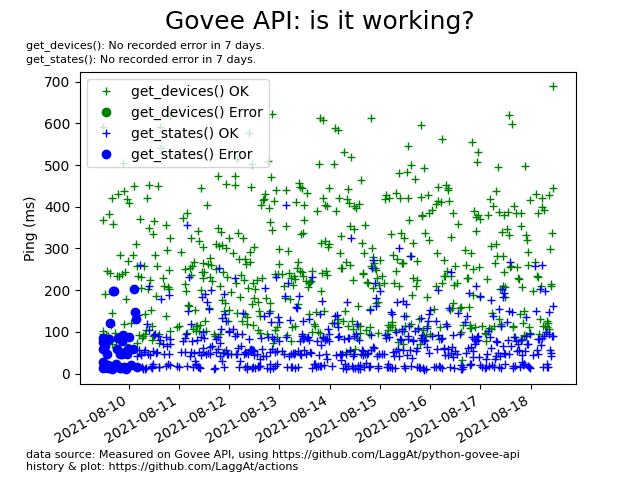 Govee API: is it working?
get_devices(): No recorded error in 7 days.
get_states(): No recorded error in 7 days.
get_devices() OK
get_devices() Error
get_states() OK
get_states() Error
Ping (ms)
700
600
500
400
300
200
100
0
2021-08-10
2021-08-11
2021-08-12
2021-08-13
2021-08-14
2021-08-15
2021-08-16
2021-08-17
2021-08-18
data source: Measured on Govee API, using https://github.com/LaggAt/python-govee-api
history & plot: https://github.com/LaggAt/actions